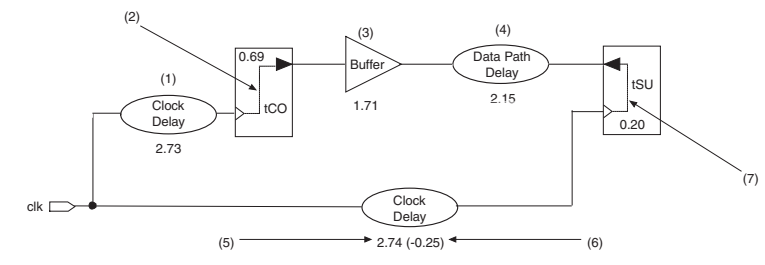 (2)
(3)
(4)
0.69
Buffer
Data Path
Delay
(1)
Clock
Delay
tCO
1.71
2.15
tSU
0.20
2.73
(7)
clk
Clock
Delay
(5)
2.74 (-0.25)
(6)